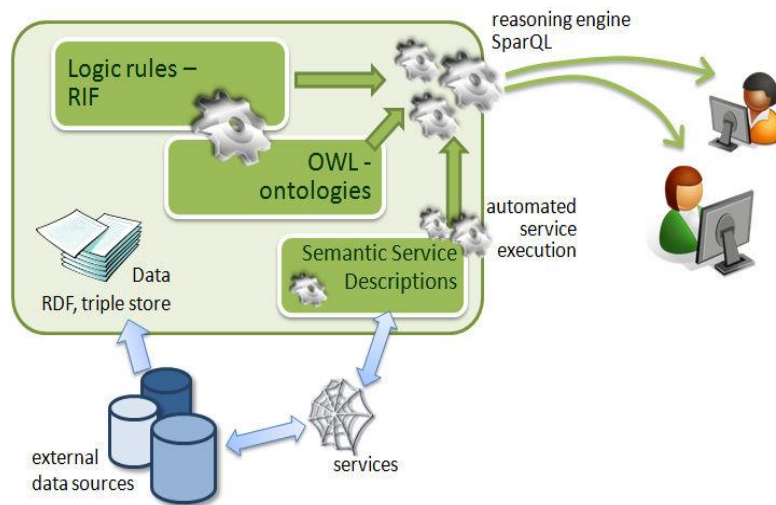 reasoning engine
SparQL
Logic rules –
RIF
OWL -
ontologies
automated
service
execution
Semantic Service
Descriptions
Data
RDF, triple store
external
data sources
services